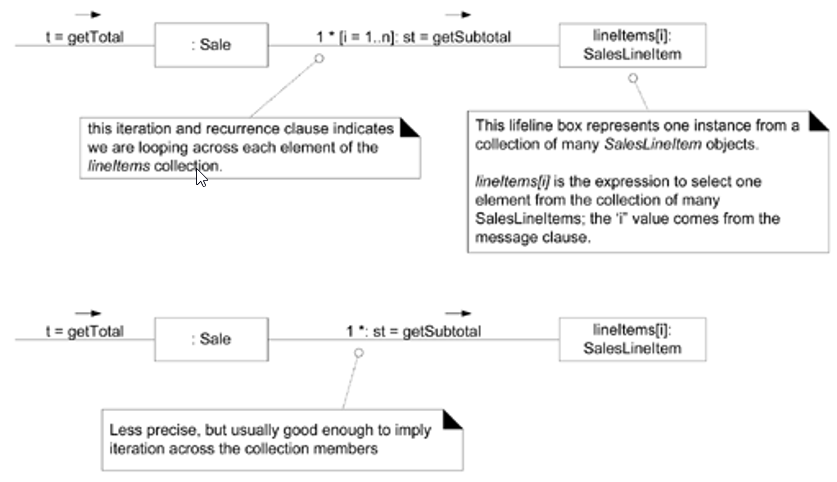 t = getTotal
: Sale
1 * [i = 1..n]: st = getSubtotal
lineItems[i]:
SalesLineItem
this iteration and recurrence clause indicates
we are looping across each element of the
lineItems collection.
This lifeline box represents one instance from a
collection of many SalesLineItem objects.
lineItems[i] is the expression to select one
element from the collection of many
SalesLineItems; the 'i" value comes from the
message clause.
t = getTotal
: Sale
1 *: st = getSubtotal
lineItems[i]:
SalesLineItem
Less precise, but usually good enough to imply
iteration across the collection members